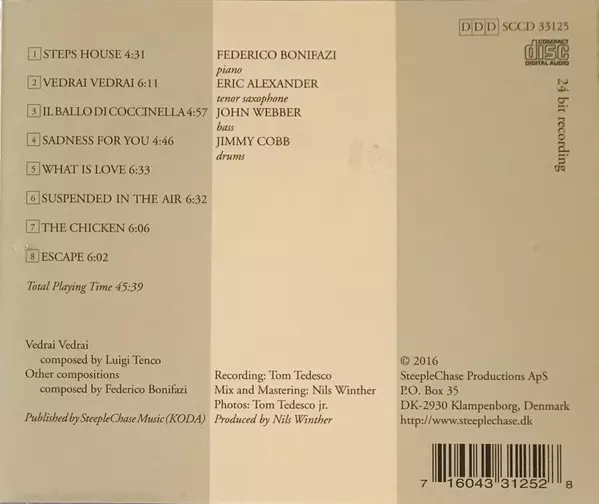 1 STEPS HOUSE 4:31
2 VEDRAI VEDRAI 6:11
3 IL BALLO DI COCCINELLA 4:57
4 SADNESS FOR YOU 4:46
5 WHAT IS LOVE 6:33
6 SUSPENDED IN THE AIR 6:32
7 THE CHICKEN 6:06
8 ESCAPE 6:02
Total Playing Time 45:39
Vedrai Vedrai
composed by Luigi Tenco
Other compositions
composed by Federico Bonifazi
Published by SteepleChase Music (KODA)
FEDERICO BONIFAZI
piano
ERIC ALEXANDER
tenor saxophone
JOHN WEBBER
bass
JIMMY COBB
drums
Recording: Tom Tedesco
Mix and Mastering: Nils Winther
Photos: Tom Tedesco jr.
Produced by Nils Winther
DDD SCCD 33125
COMPACT
disc
DIGITAL AUDIO
24 bit recording
© 2016
SteepleChase Productions ApS
P.O. Box 35
DK-2930 Klampenborg, Denmark
http://www.steeplechase.dk
7 16043 31252 8